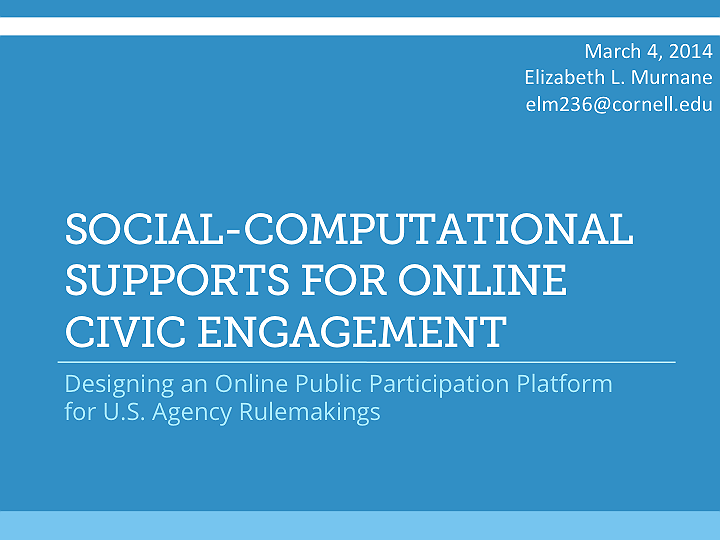 March 4, 2014
Elizabeth L. Murnane
elm236@cornell.edu
SOCIAL-COMPUTATIONAL
SUPPORTS FOR ONLINE
CIVIC ENGAGEMENT
Designing an Online Public Participation Platform
for U.S. Agency Rulemakings